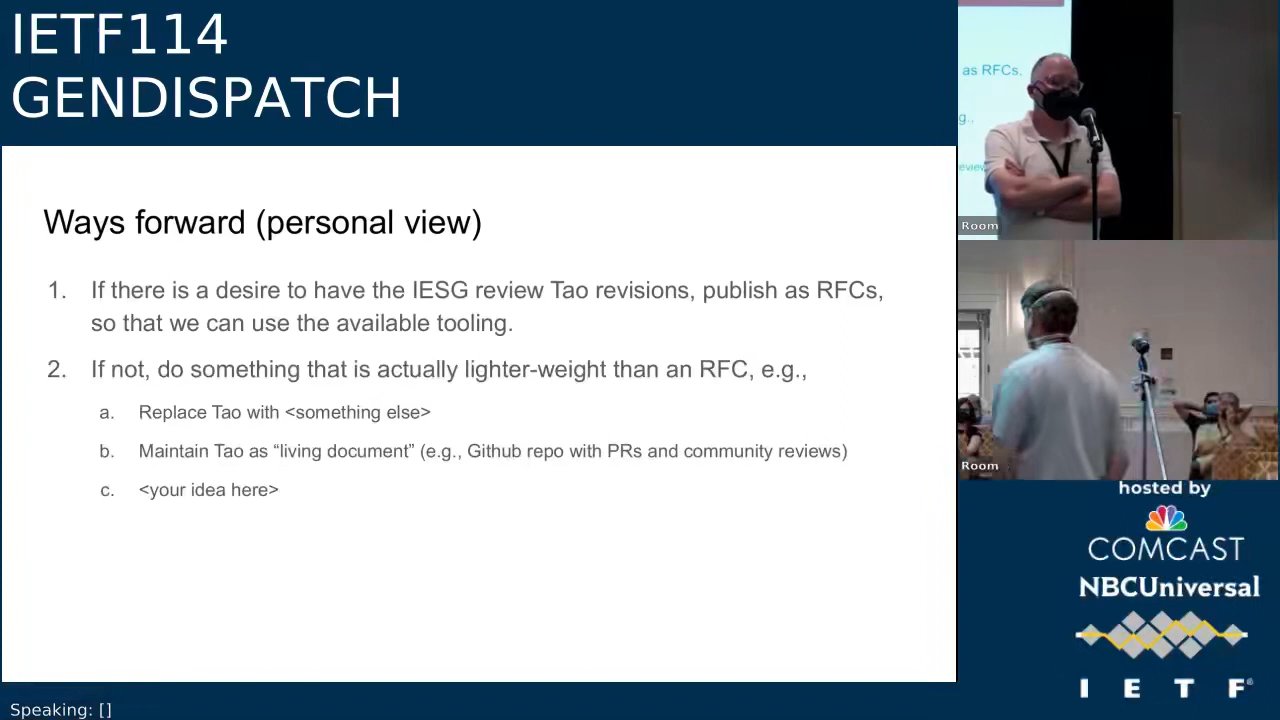 IETF114
GENDISPATCH
Ways forward (personal view)
1. If there is a desire to have the IESG review Tao revisions, publish as RFCs,
so that we can use the available tooling.
2. If not, do something that is actually lighter-weight than an RFC, e.g.,
a. Replace Tao with <something else>
b. Maintain Tao as “living document” (e.g., Github repo with PRs and community reviews)
c. <your idea here>
Speaking: []
as RFCs.
g.,
Room
Room
hosted by
COMCAST
NBCUniversal
I E T F®